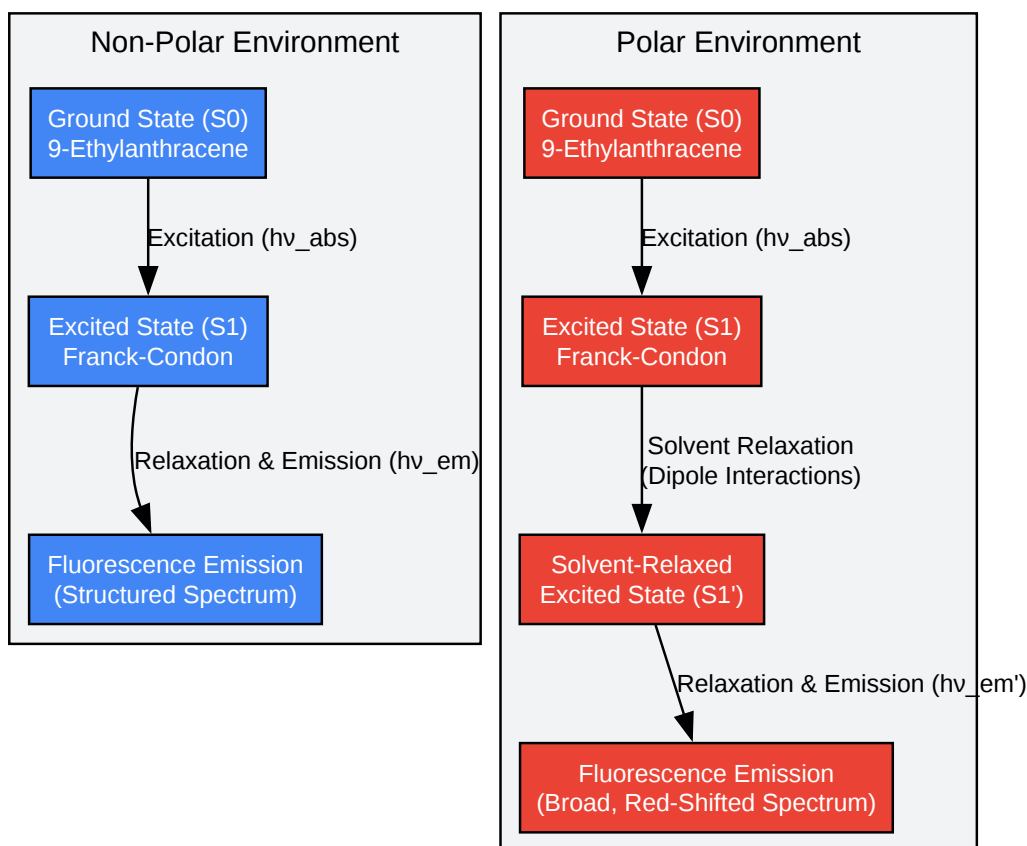 Non-Polar Environment
Ground State (S0)
9-Ethylanthracene
Excitation (hν_abs)
Excited State (S1)
Franck-Condon
Relaxation & Emission (hν_em)
Fluorescence Emission
(Structured Spectrum)
Polar Environment
Ground State (S0)
9-Ethylanthracene
Excitation (hν_abs)
Excited State (S1)
Franck-Condon
Solvent Relaxation
(Dipole Interactions)
Solvent-Relaxed
Excited State (S1')
Relaxation & Emission (hν_em')
Fluorescence Emission
(Broad, Red-Shifted Spectrum)